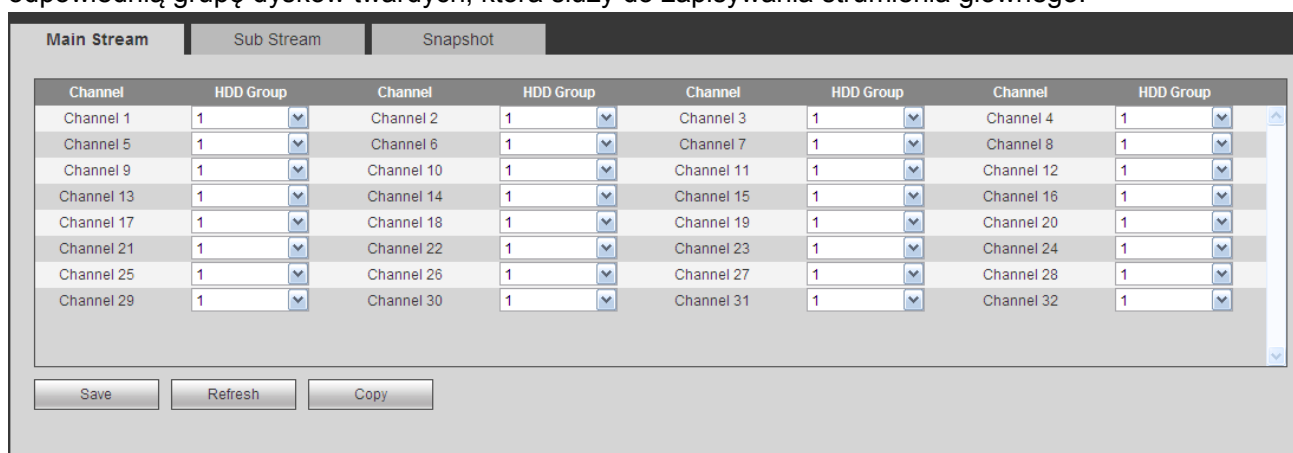 odpowiednią grupę dysków twardych, która służy do zapisywania strumienia głównego.
Main Stream Sub Stream Snapshot
Channel HDD Group Channel HDD Group Channel HDD Group Channel HDD Group
Channel 1 1 Channel 2 1 Channel 3 1 Channel 4 1
Channel 5 1 Channel 6 1 Channel 7 1 Channel 8 1
Channel 9 1 Channel 10 1 Channel 11 1 Channel 12 1
Channel 13 1 Channel 14 1 Channel 15 1 Channel 16 1
Channel 17 1 Channel 18 1 Channel 19 1 Channel 20 1
Channel 21 1 Channel 22 1 Channel 23 1 Channel 24 1
Channel 25 1 Channel 26 1 Channel 27 1 Channel 28 1
Channel 29 1 Channel 30 1 Channel 31 1 Channel 32 1
Save Refresh Copy